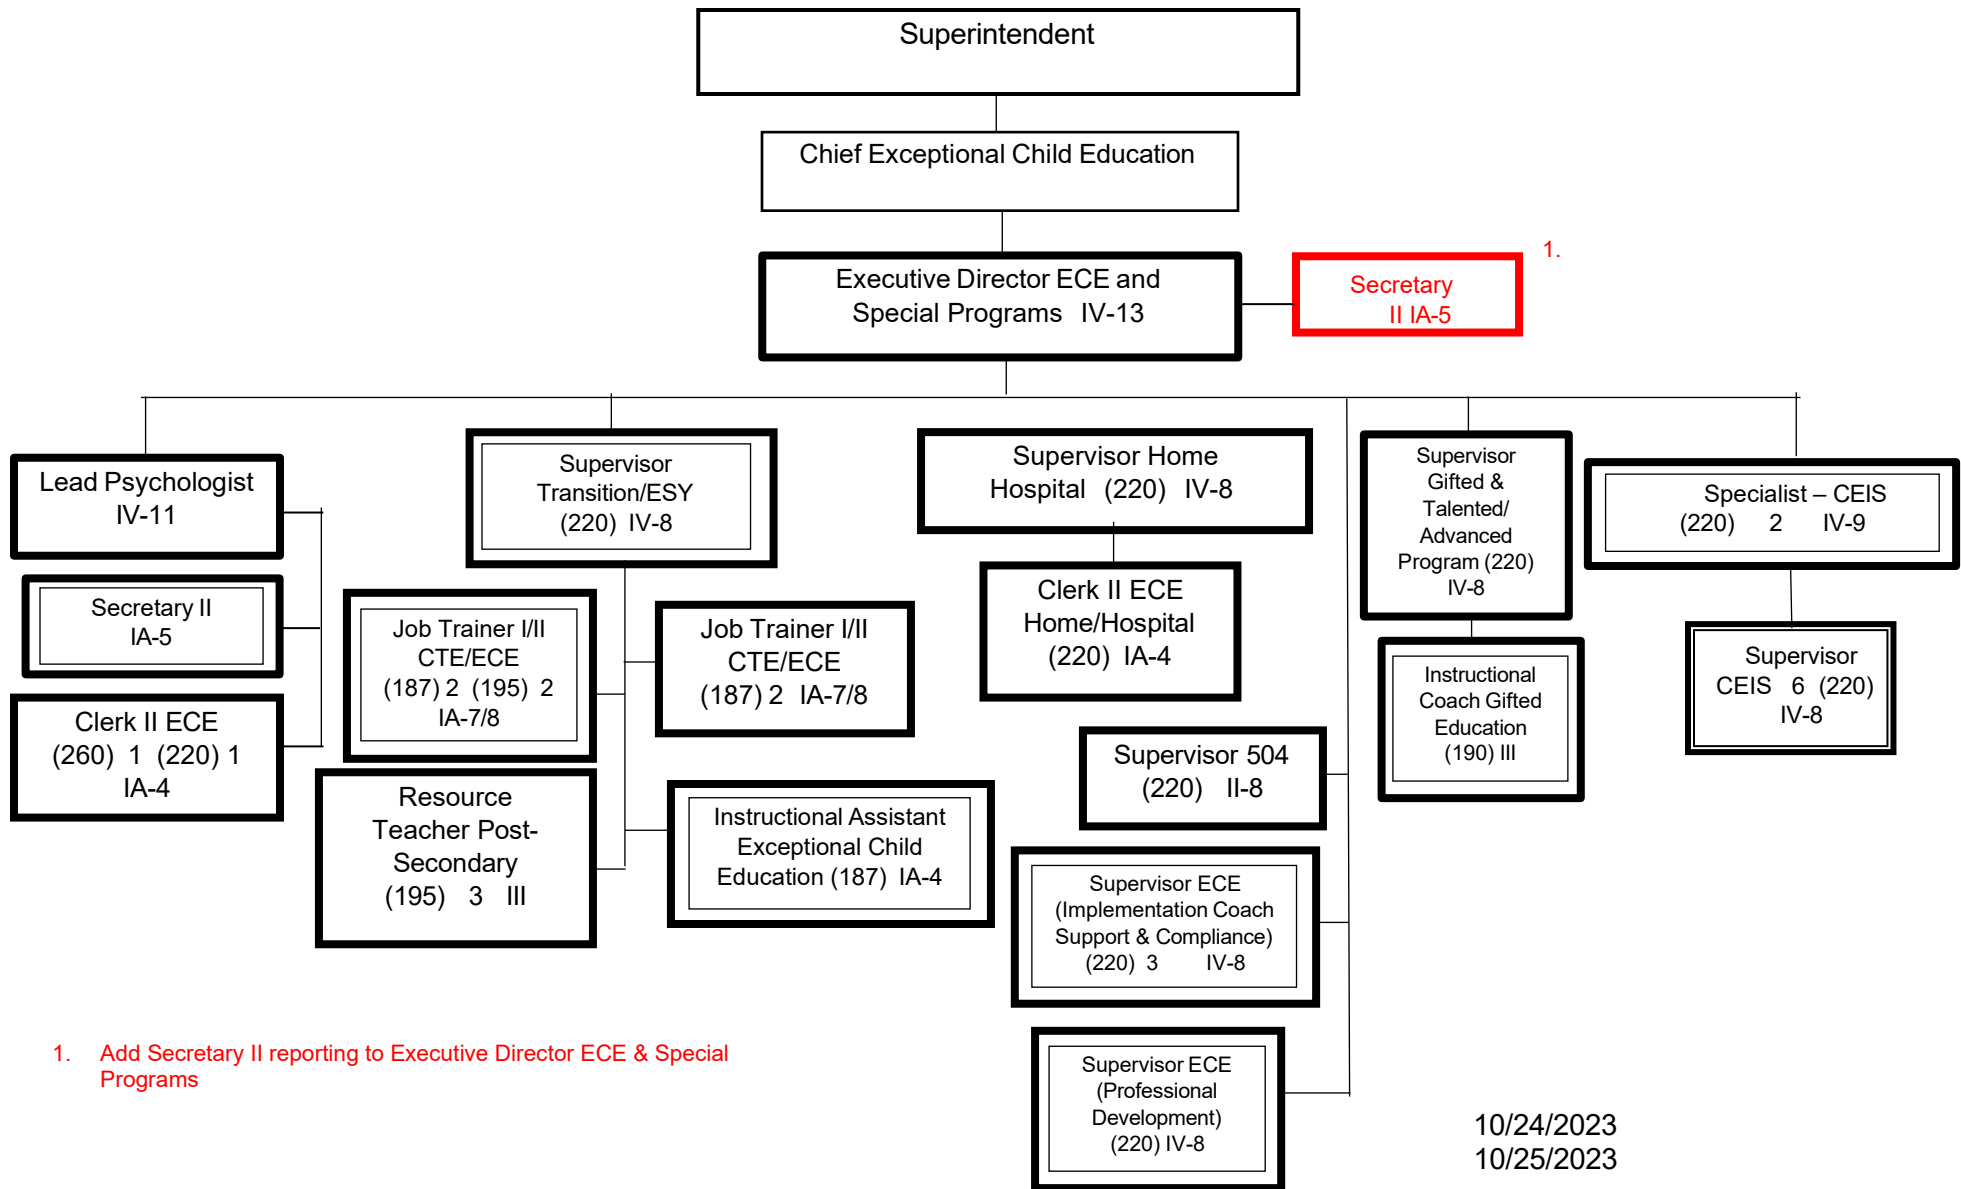 Superintendent
Chief Exceptional Child Education
Executive Director ECE and
Special Programs IV-13
1.
Secretary
II IA-5
Lead Psychologist
IV-11
Secretary II
IA-5
Clerk II ECE
(260) 1 (220) 1
IA-4
Supervisor
Transition/ESY
(220) IV-8
Job Trainer I/II
CTE/ECE
(187) 2 (195) 2
IA-7/8
Job Trainer I/II
CTE/ECE
(187) 2 IA-7/8
Resource
Teacher Post-
Secondary
(195) 3 III
Instructional Assistant
Exceptional Child
Education (187) IA-4
Supervisor Home
Hospital (220) IV-8
Clerk II ECE
Home/Hospital
(220) IA-4
Supervisor 504
(220) II-8
Supervisor ECE
(Implementation Coach
Support & Compliance)
(220) 3 IV-8
Supervisor ECE
(Professional
Development)
(220) IV-8
Supervisor
Gifted &
Talented/
Advanced
Program (220)
IV-8
Instructional
Coach Gifted
Education
(190) III
Specialist – CEIS
(220) 2 IV-9
Supervisor
CEIS 6 (220)
IV-8
1. Add Secretary II reporting to Executive Director ECE & Special
Programs
10/24/2023
10/25/2023